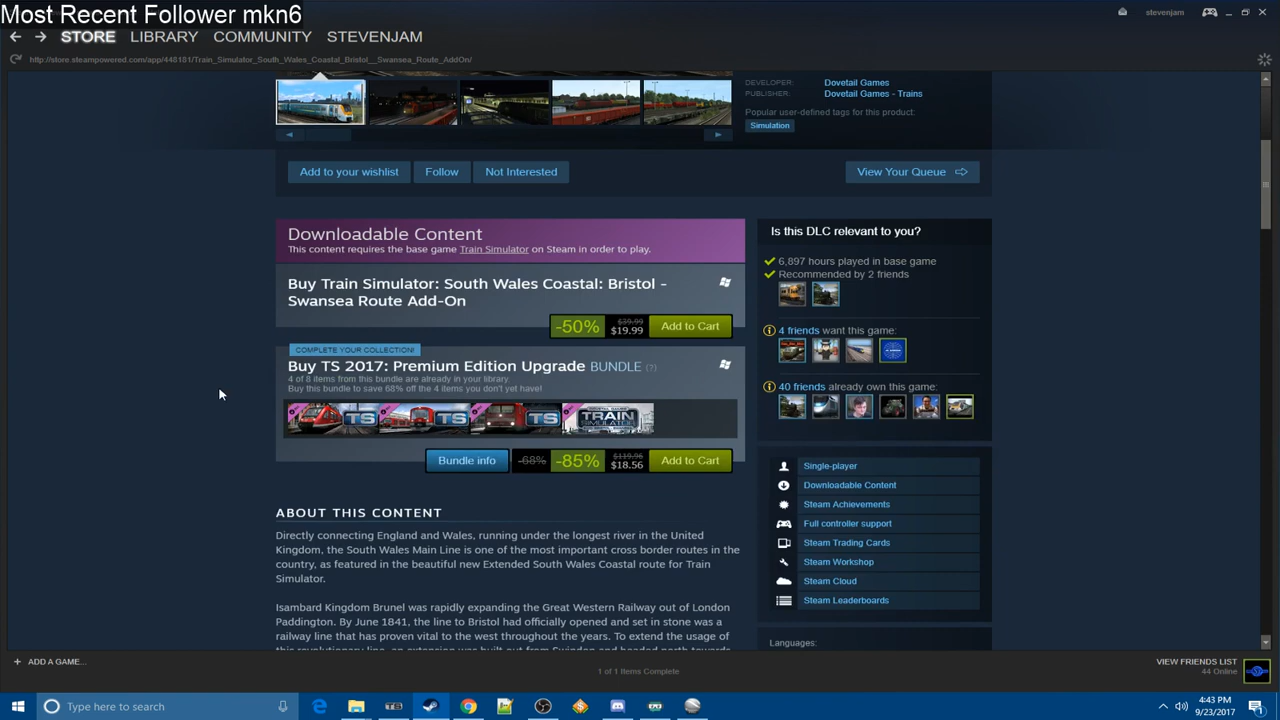 Most Recent Follower mkn6
stevenjam
STORE LIBRARY COMMUNITY STEVENJAM
http://store.steampowered.com/app/448181/Train_Simulator_South_Wales_Coastal_Bristol__Swansea_Route_AddOn/
DEVELOPER: Dovetail Games
PUBLISHER: Dovetail Games - Trains
Popular user-defined tags for this product:
Simulation
Add to your wishlist Follow Not Interested View Your Queue
Downloadable Content
This content requires the base game Train Simulator on Steam in order to play.
Buy Train Simulator: South Wales Coastal: Bristol -
Swansea Route Add-On
-50% $39.99 $19.99 Add to Cart
COMPLETE YOUR COLLECTION!
Buy TS 2017: Premium Edition Upgrade BUNDLE (?)
4 of 8 items from this bundle are already in your library.
Buy this bundle to save 68% off the 4 items you don't yet have!
TS TS TS TRAIN SIMULATOR
Bundle info -68% -85% $119.96 $18.56 Add to Cart
ABOUT THIS CONTENT
Directly connecting England and Wales, running under the longest river in the United
Kingdom, the South Wales Main Line is one of the most important cross border routes in the
country, as featured in the beautiful new Extended South Wales Coastal route for Train
Simulator.
Isambard Kingdom Brunel was rapidly expanding the Great Western Railway out of London
Paddington. By June 1841, the line to Bristol had officially opened and set in stone was a
railway line that has proven vital to the west throughout the years. To extend the usage of
this revolutionary line, an extension was built out from Swindon and headed north towards
Is this DLC relevant to you?
6,897 hours played in base game
Recommended by 2 friends
4 friends want this game:
40 friends already own this game:
Single-player
Downloadable Content
Steam Achievements
Full controller support
Steam Trading Cards
Steam Workshop
Steam Cloud
Steam Leaderboards
Languages:
+ ADD A GAME...
1 of 1 Items Complete
VIEW FRIENDS LIST
44 Online
Type here to search
TS
4:43 PM
9/23/2017